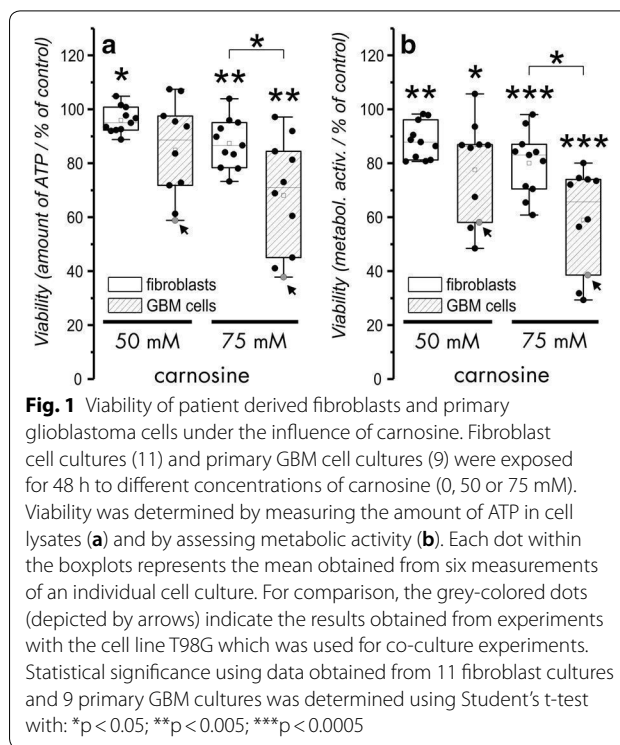 a
b
120
100
80
60
40
20
0
Viability (amount of ATP / % of control)
*
**
*
**
fibroblasts
GBM cells
50 mM
75 mM
carnosine
120
100
80
60
40
20
0
Viability (metabol. activ. / % of control)
**
*
***
*
***
fibroblasts
GBM cells
50 mM
75 mM
carnosine
Fig. 1 Viability of patient derived fibroblasts and primary
glioblastoma cells under the influence of carnosine. Fibroblast
cell cultures (11) and primary GBM cell cultures (9) were exposed
for 48 h to different concentrations of carnosine (0, 50 or 75 mM).
Viability was determined by measuring the amount of ATP in cell
lysates (a) and by assessing metabolic activity (b). Each dot within
the boxplots represents the mean obtained from six measurements
of an individual cell culture. For comparison, the grey-colored dots
(depicted by arrows) indicate the results obtained from experiments
with the cell line T98G which was used for co-culture experiments.
Statistical significance using data obtained from 11 fibroblast cultures
and 9 primary GBM cultures was determined using Student's t-test
with: *p < 0.05; **p < 0.005; ***p < 0.0005